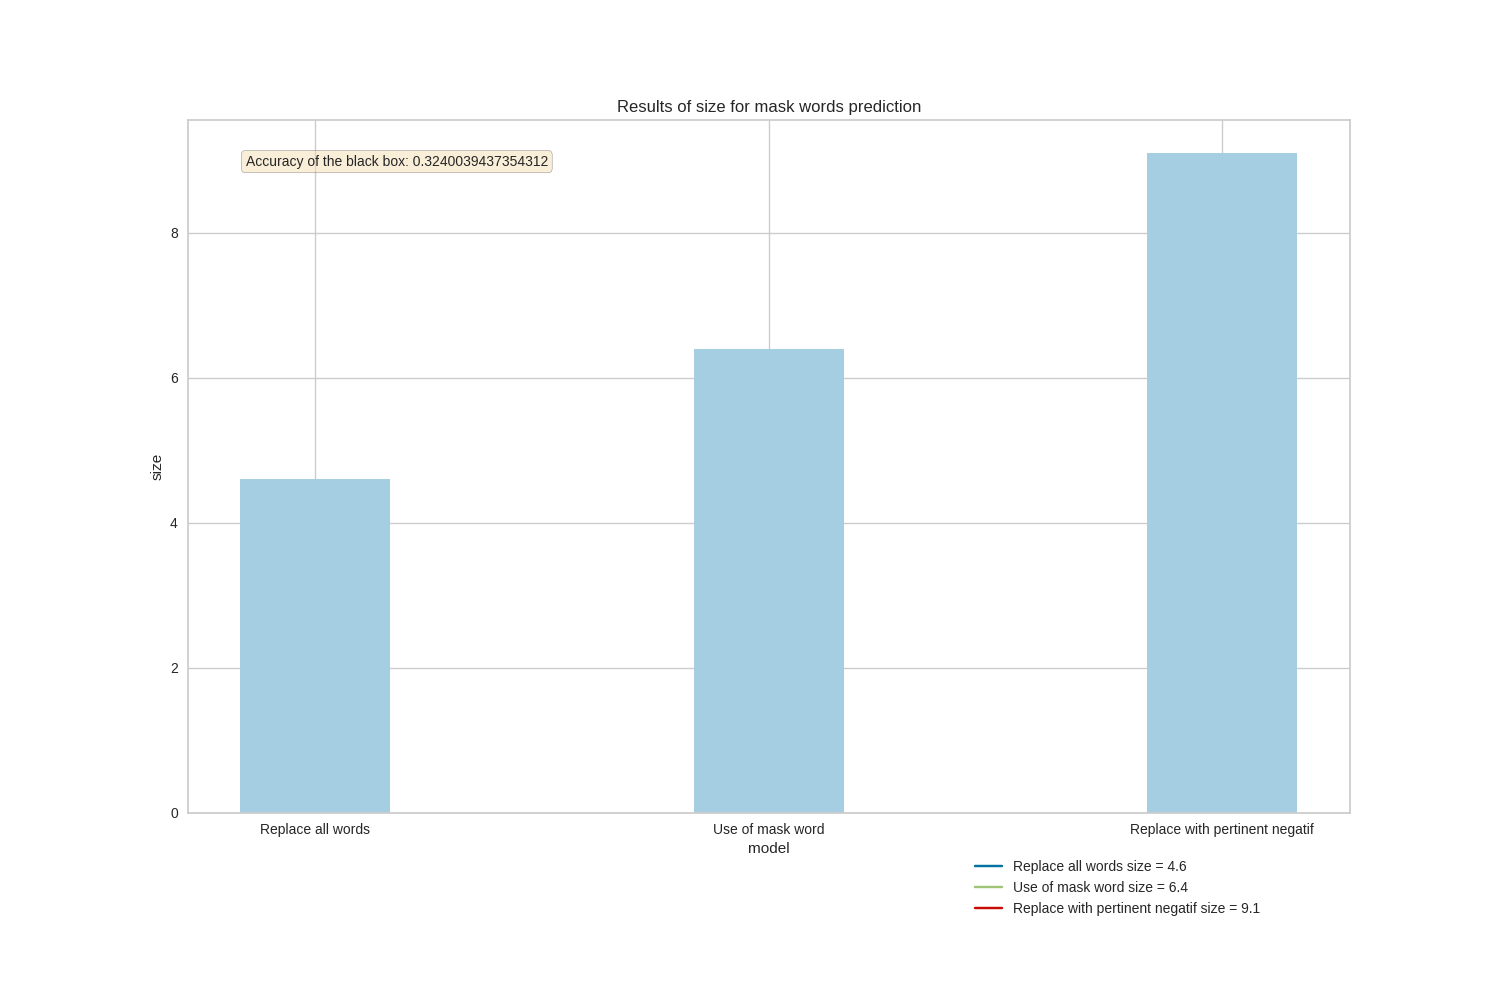 Results of size for mask words prediction
Accuracy of the black box: 0.3240039437354312
8
6
4
2
0
size
Replace all words
Use of mask word
Replace with pertinent negatif
model
Replace all words size = 4.6
Use of mask word size = 6.4
Replace with pertinent negatif size = 9.1